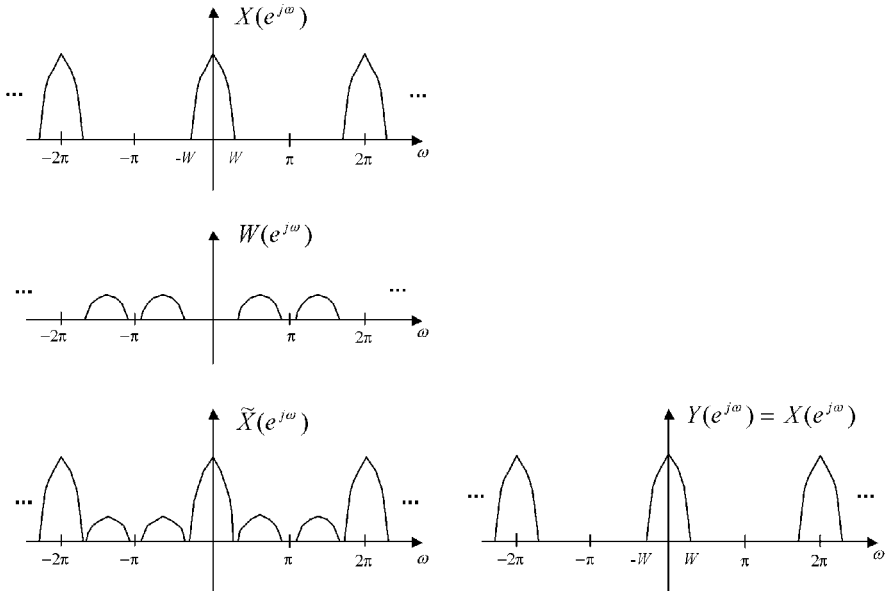 X(e^{jω})
... ...
−2π −π -W W π 2π ω
W(e^{jω})
... ...
−2π −π π 2π ω
X̃(e^{jω})
... ...
−2π −π π 2π ω
Y(e^{jω}) = X(e^{jω})
... ...
−2π −π -W W π 2π ω